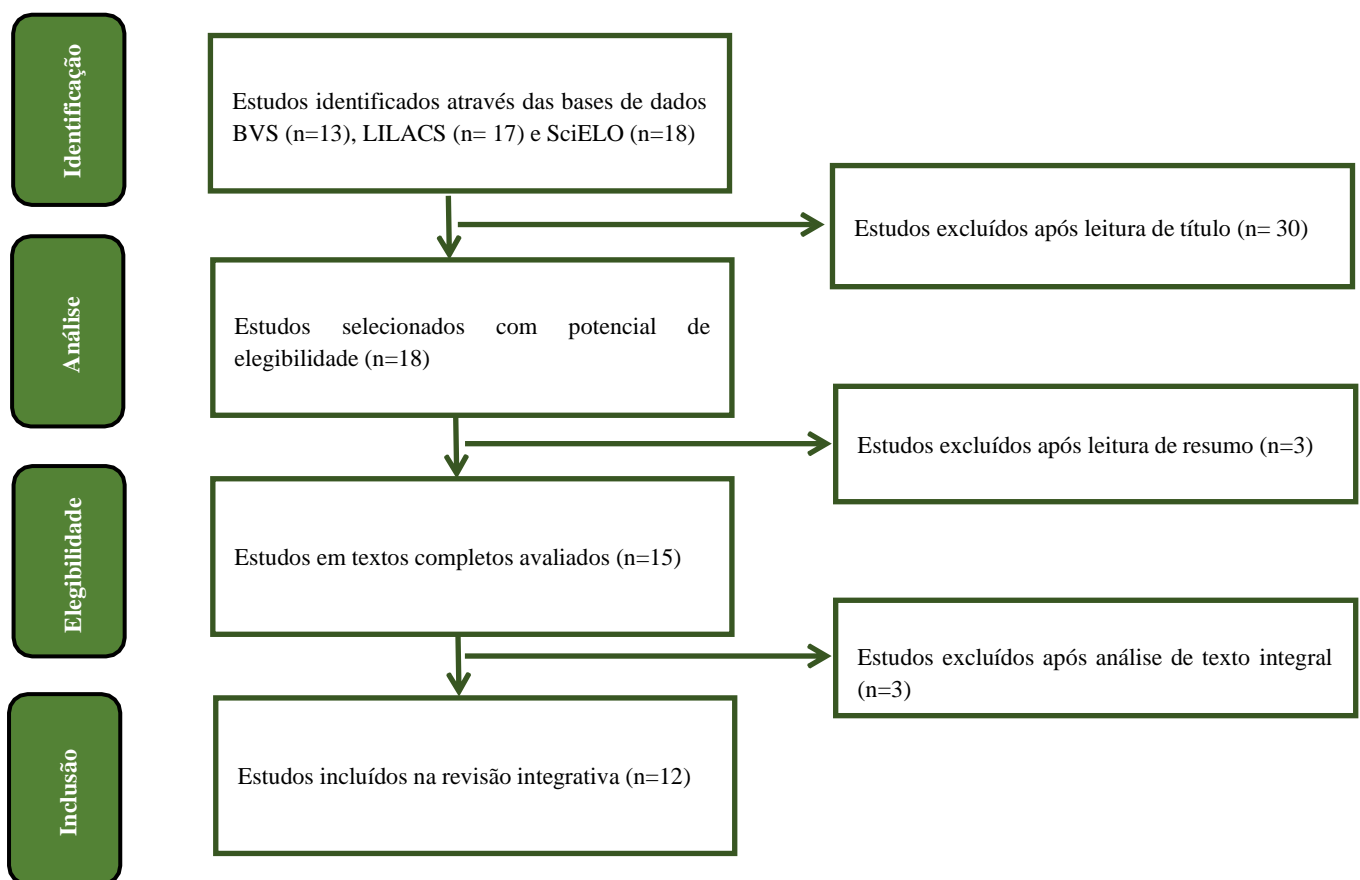 Identificação
Estudos identificados através das bases de dados
BVS (n=13), LILACS (n= 17) e SciELO (n=18)
Estudos excluídos após leitura de título (n= 30)
Análise
Estudos selecionados com potencial de
elegibilidade (n=18)
Estudos excluídos após leitura de resumo (n=3)
Elegibilidade
Estudos em textos completos avaliados (n=15)
Estudos excluídos após análise de texto integral
(n=3)
Inclusão
Estudos incluídos na revisão integrativa (n=12)